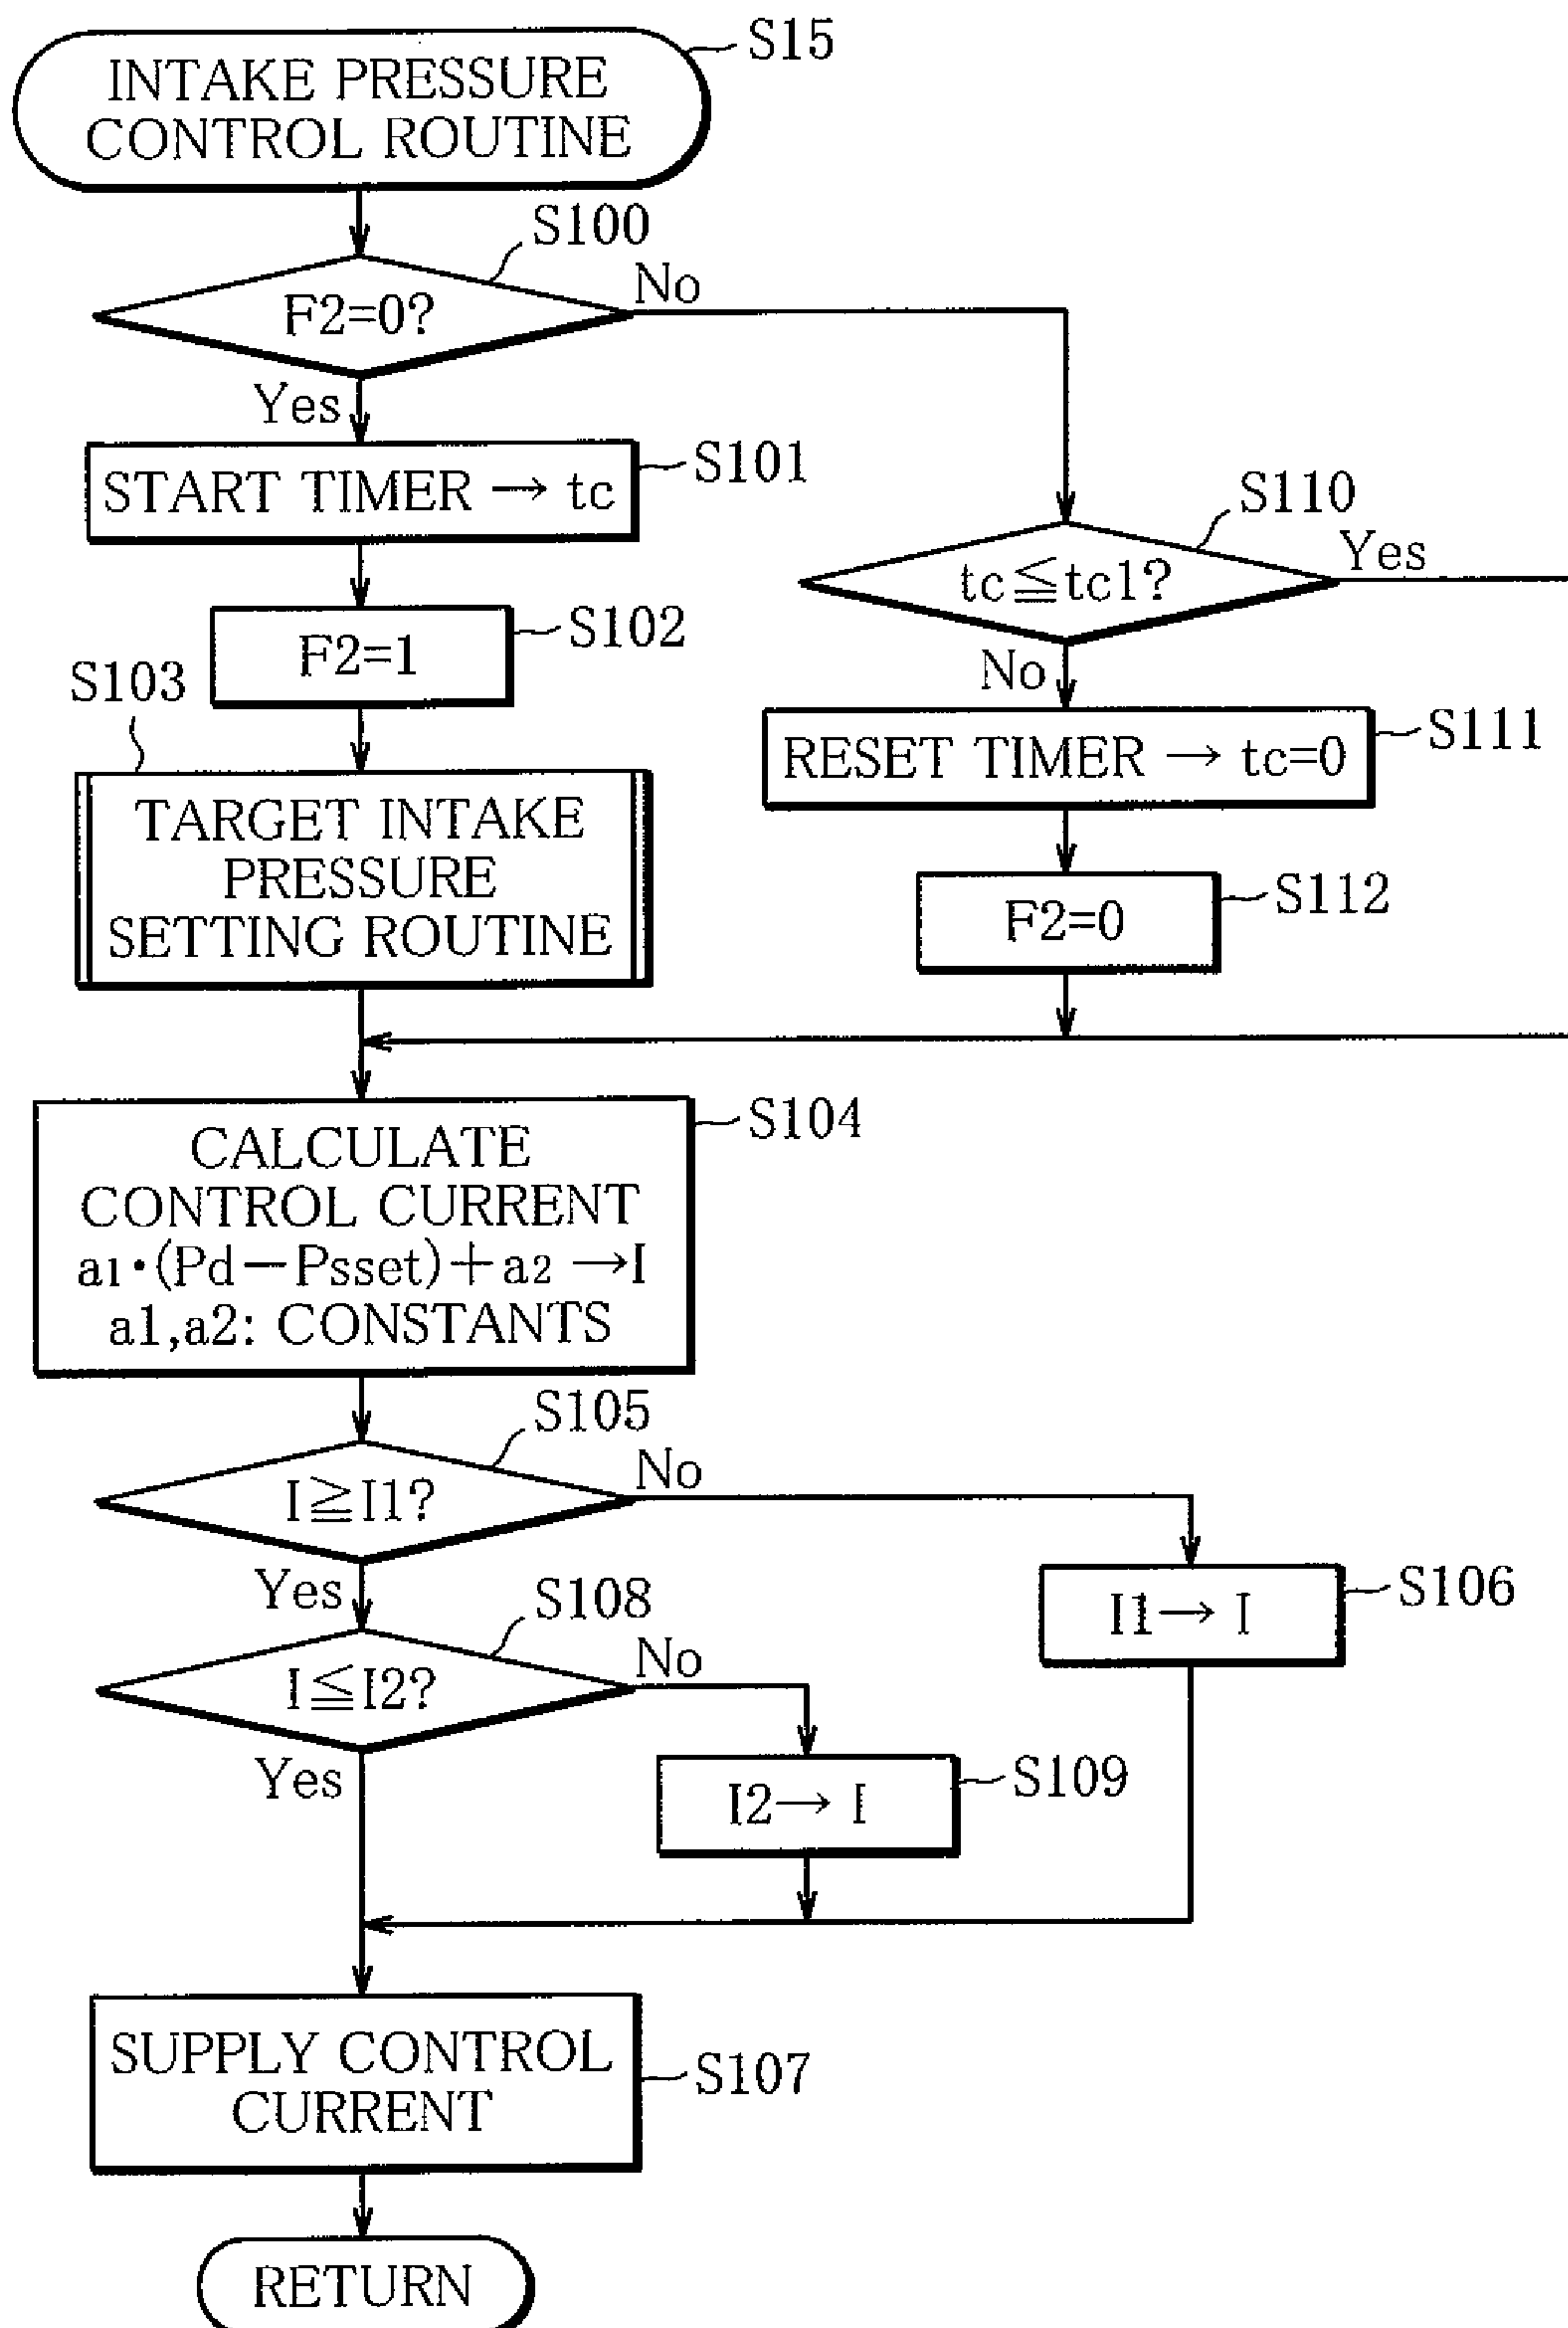 S15
INTAKE PRESSURE
CONTROL ROUTINE
S100
F2=0?
No
Yes
START TIMER → tc
S101
F2=1
S102
S103
TARGET INTAKE
PRESSURE
SETTING ROUTINE
S110
tc≦tc1?
Yes
No
RESET TIMER → tc=0
S111
F2=0
S112
S104
CALCULATE
CONTROL CURRENT
a1・(Pd−Psset)+a2 →I
a1,a2: CONSTANTS
S105
I≧I1?
No
Yes
I1→ I
S106
S108
I≦I2?
No
Yes
I2→ I
S109
SUPPLY CONTROL
CURRENT
S107
RETURN